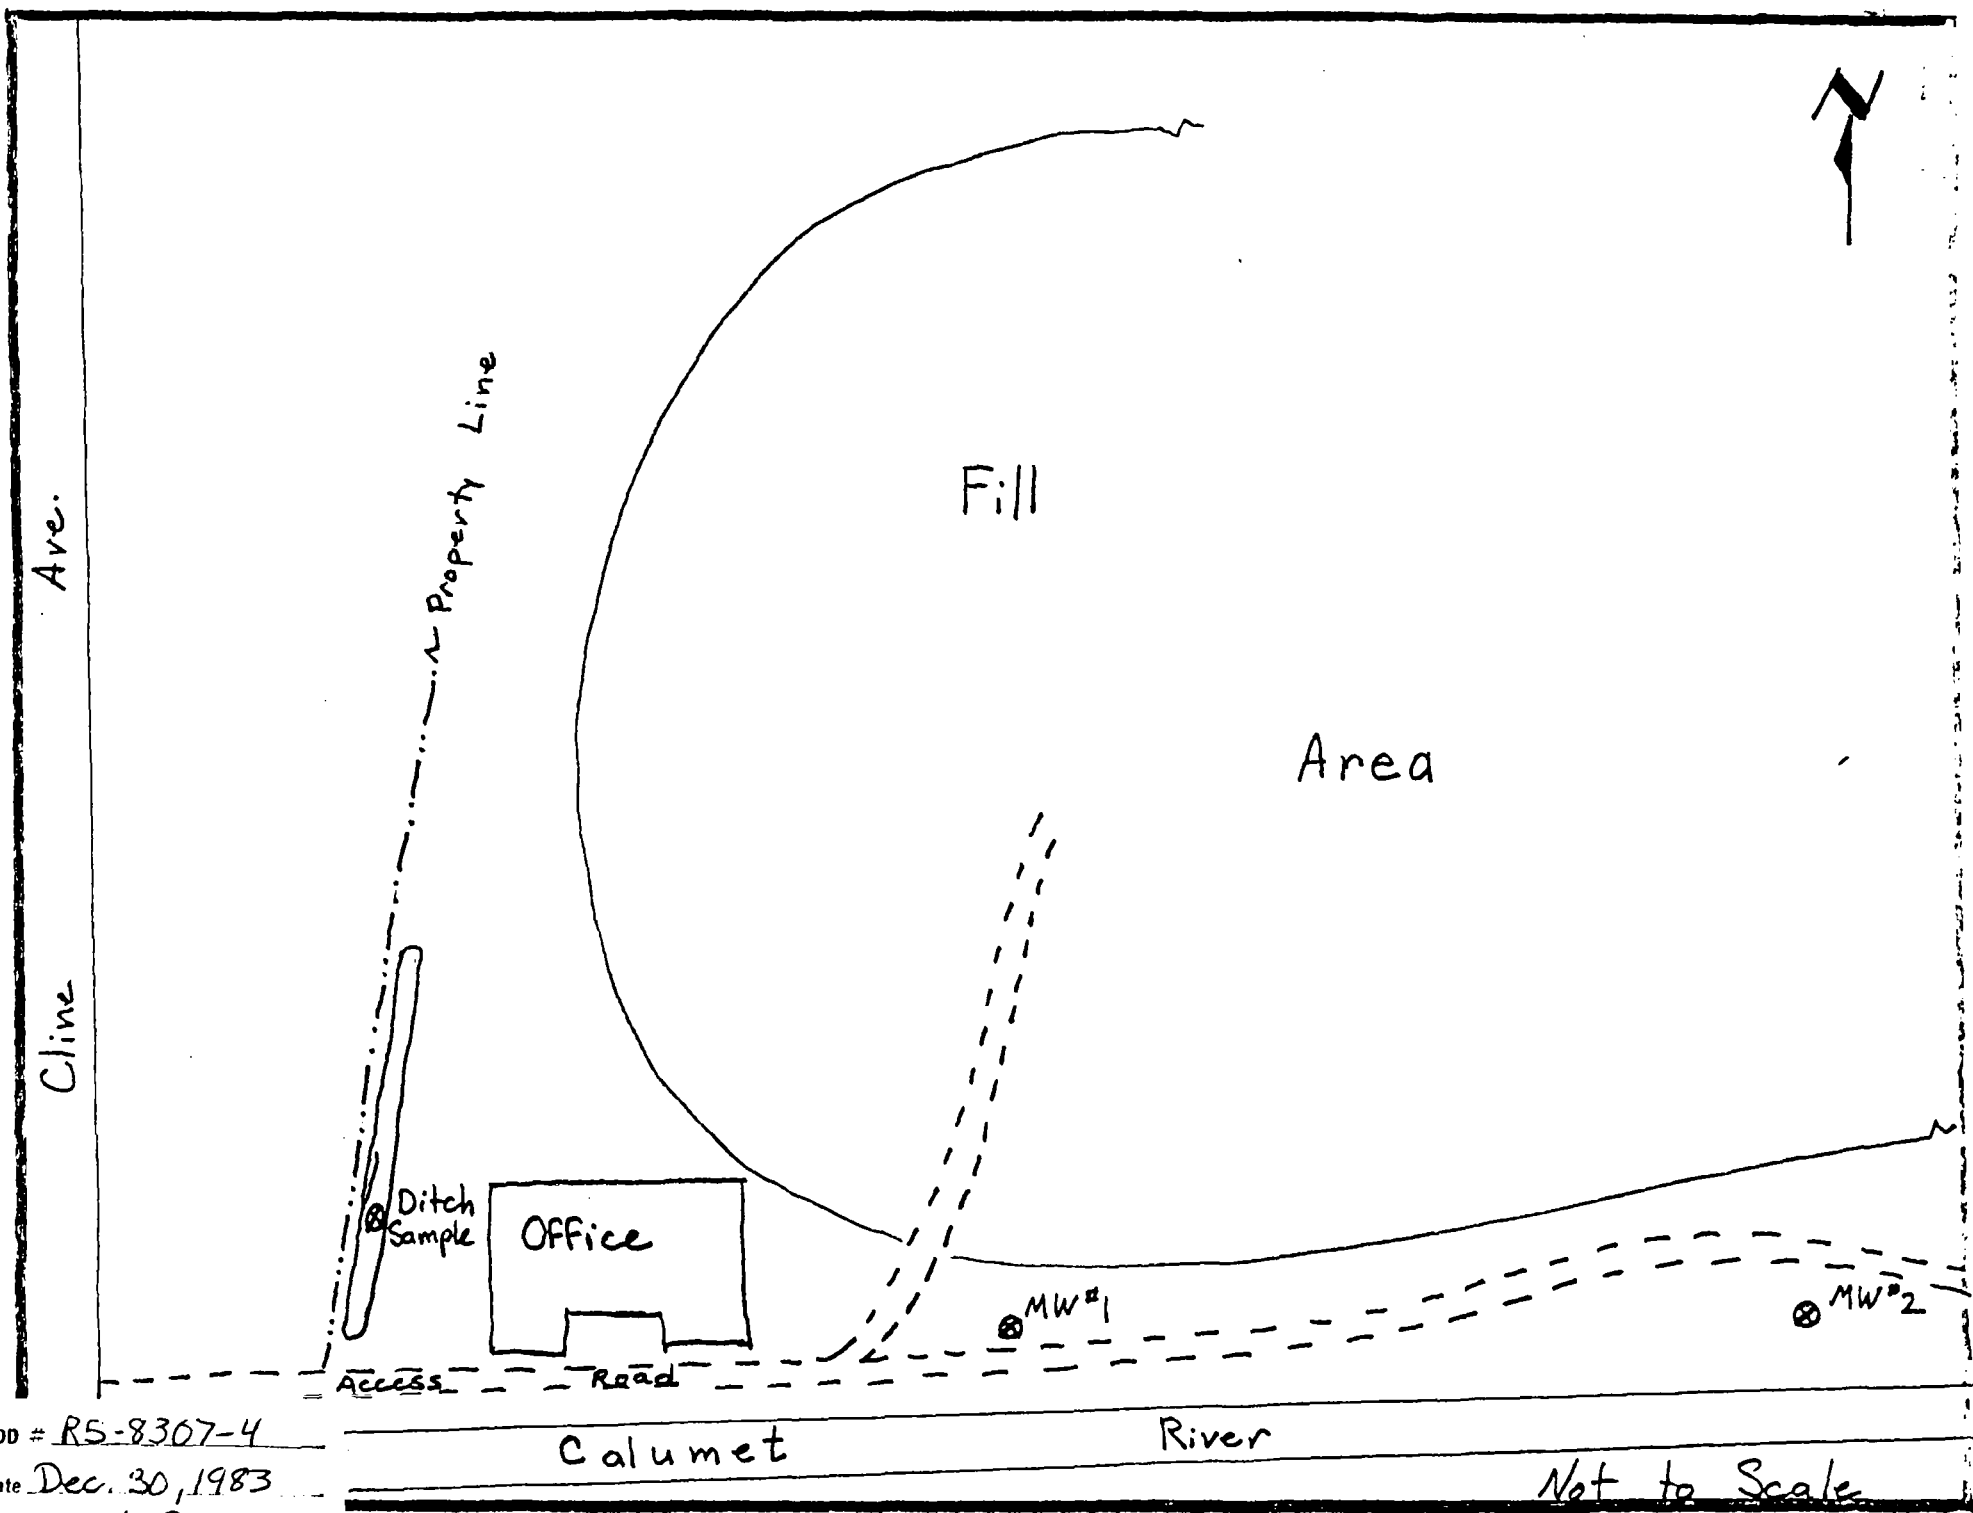 N
Property Line
Fill
Cline Ave.
Area
Ditch
Sample
Office
MW#1
MW#2
Access Road
# R5-8307-4
Calumet River
Dec. 30, 1983
Not to Scale